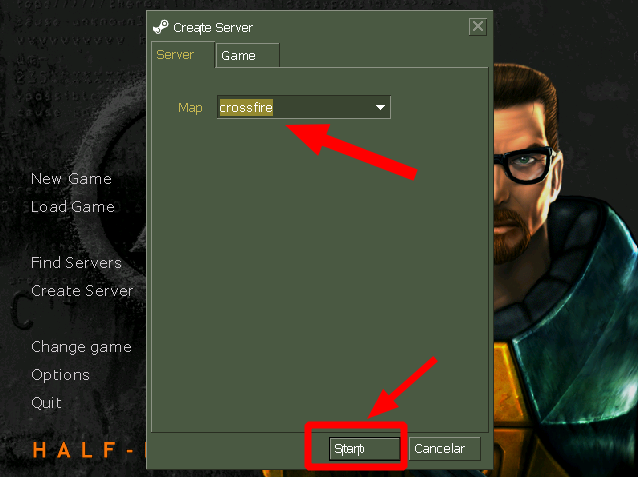 Create Server
Server
Game
Map
crossfire
New Game
Load Game
Find Servers
Create Server
Change game
Options
Quit
HALF-
Start
Cancelar